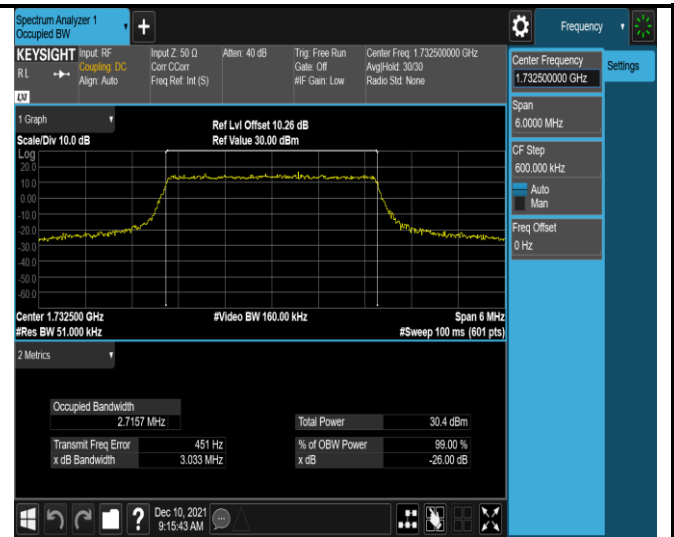 Spectrum Analyzer 1
Occupied BW
+
Frequency
KEYSIGHT
RL
LXI
Input: RF
Coupling: DC
Align: Auto
Input Z: 50 Ω
Corr CCorr
Freq Ref: Int (S)
Atten: 40 dB
Trig: Free Run
Gate: Off
#IF Gain: Low
Center Freq: 1.732500000 GHz
Avg|Hold: 30/30
Radio Std: None
Center Frequency
1.732500000 GHz
Settings
Span
6.0000 MHz
CF Step
600.000 kHz
Auto
Man
Freq Offset
0 Hz
1 Graph
Scale/Div 10.0 dB
Ref Lvl Offset 10.26 dB
Ref Value 30.00 dBm
Log
20.0
10.0
0.00
-10.0
-20.0
-30.0
-40.0
-50.0
-60.0
Center 1.732500 GHz
#Video BW 160.00 kHz
Span 6 MHz
#Res BW 51.000 kHz
#Sweep 100 ms (601 pts)
2 Metrics
Occupied Bandwidth
2.7157 MHz
Total Power 30.4 dBm
Transmit Freq Error 451 Hz
% of OBW Power 99.00 %
x dB Bandwidth 3.033 MHz
x dB -26.00 dB
?
Dec 10, 2021
9:15:43 AM